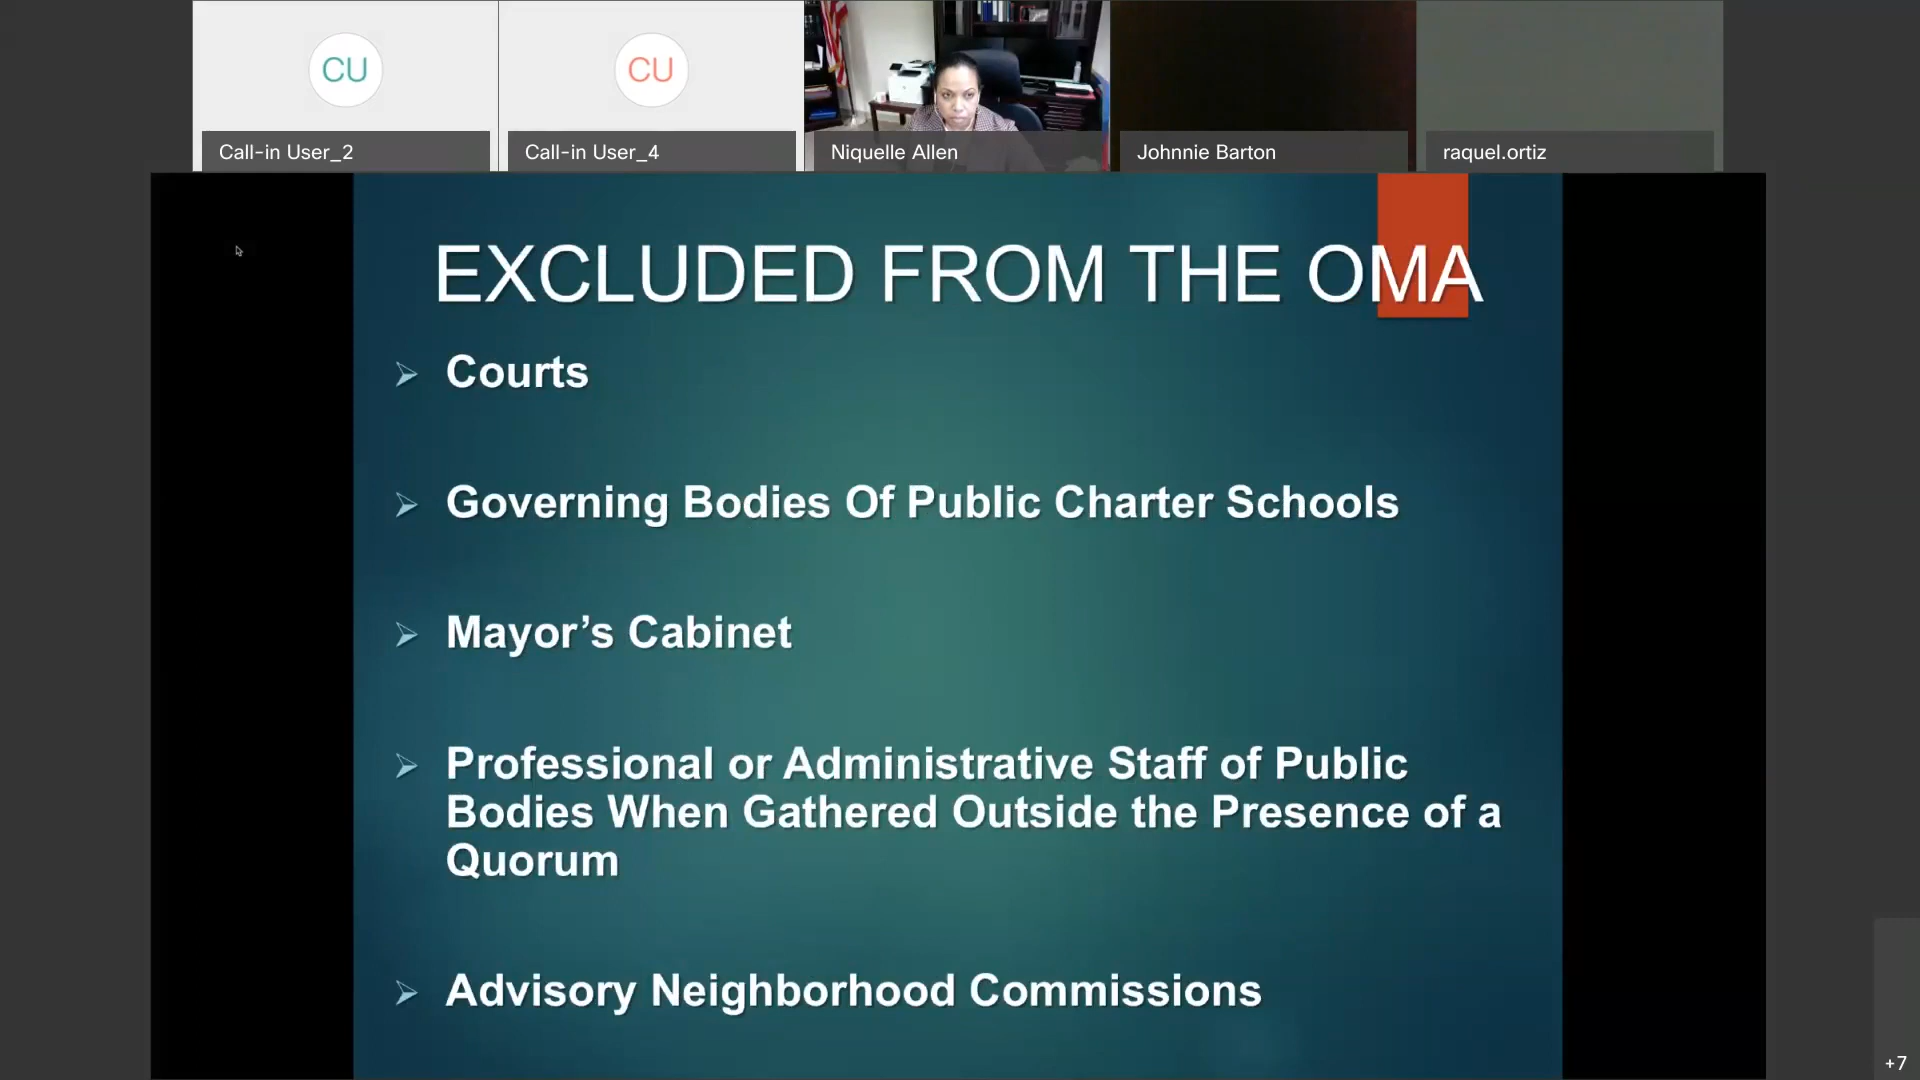 CU
CU
Call-in User_2
Call-in User_4
Niquelle Allen
Johnnie Barton
raquel.ortiz
EXCLUDED FROM THE OMA
Courts
Governing Bodies Of Public Charter Schools
Mayor’s Cabinet
Professional or Administrative Staff of Public
Bodies When Gathered Outside the Presence of a
Quorum
Advisory Neighborhood Commissions
+7